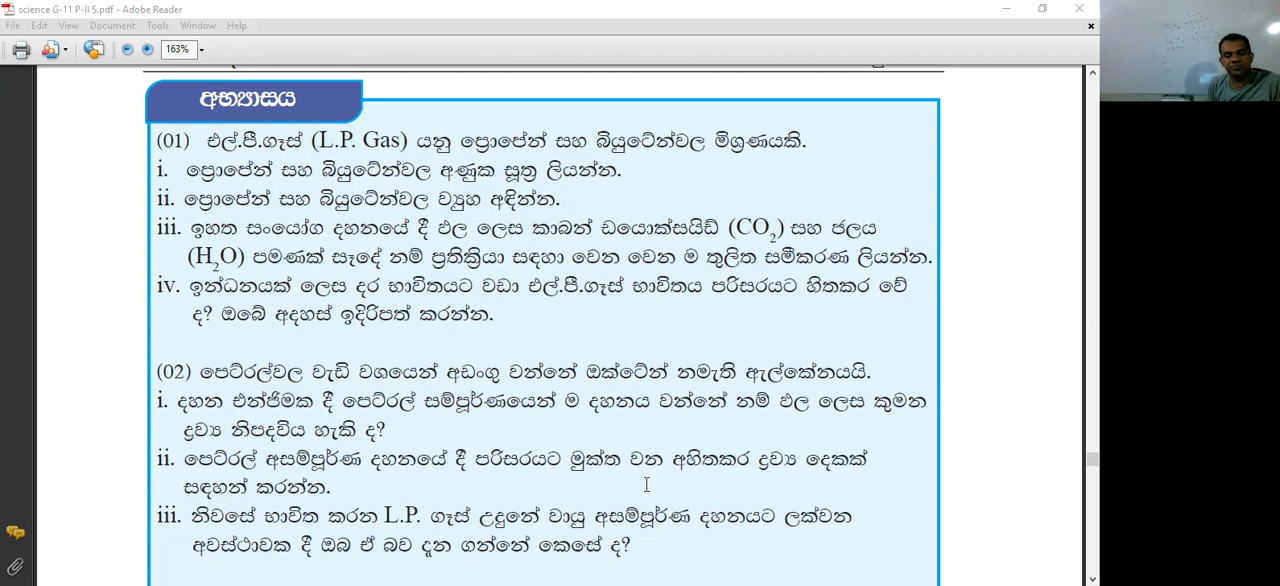 science G-11 P-II S.pdf - Adobe Reader
File Edit View Document Tools Window Help
163%
අභ්‍යාසය
(01) එල්.පී.ගෑස් (L.P. Gas) යනු ප්‍රොපේන් සහ බියුටේන්වල මිශ්‍රණයකි.
i. ප්‍රොපේන් සහ බියුටේන්වල අණුක සූත්‍ර ලියන්න.
ii. ප්‍රොපේන් සහ බියුටේන්වල ව්‍යුහ අඳින්න.
iii. ඉහත සංයෝග දහනයේ දී ඵල ලෙස කාබන් ඩයොක්සයිඩ් (CO₂) සහ ජලය
(H₂O) පමණක් සෑදේ නම් ප්‍රතික්‍රියා සඳහා වෙන වෙන ම තුලිත සමීකරණ ලියන්න.
iv. ඉන්ධනයක් ලෙස දර භාවිතයට වඩා එල්.පී.ගෑස් භාවිතය පරිසරයට හිතකර වේ
ද? ඔබේ අදහස් ඉදිරිපත් කරන්න.
(02) පෙට්රල්වල වැඩි වශයෙන් අඩංගු වන්නේ ඔක්ටේන් නමැති ඇල්කේනයයි.
i. දහන එන්ජිමක දී පෙට්රල් සම්පූර්ණයෙන් ම දහනය වන්නේ නම් ඵල ලෙස කුමන
ද්‍රව්‍ය නිපදවිය හැකි ද?
ii. පෙට්රල් අසම්පූර්ණ දහනයේ දී පරිසරයට මුක්ත වන අහිතකර ද්‍රව්‍ය දෙකක්
සඳහන් කරන්න.
iii. නිවසේ භාවිත කරන L.P. ගෑස් උදුනේ වායු අසම්පූර්ණ දහනයට ලක්වන
අවස්ථාවක දී ඔබ ඒ බව දැන ගන්නේ කෙසේ ද?